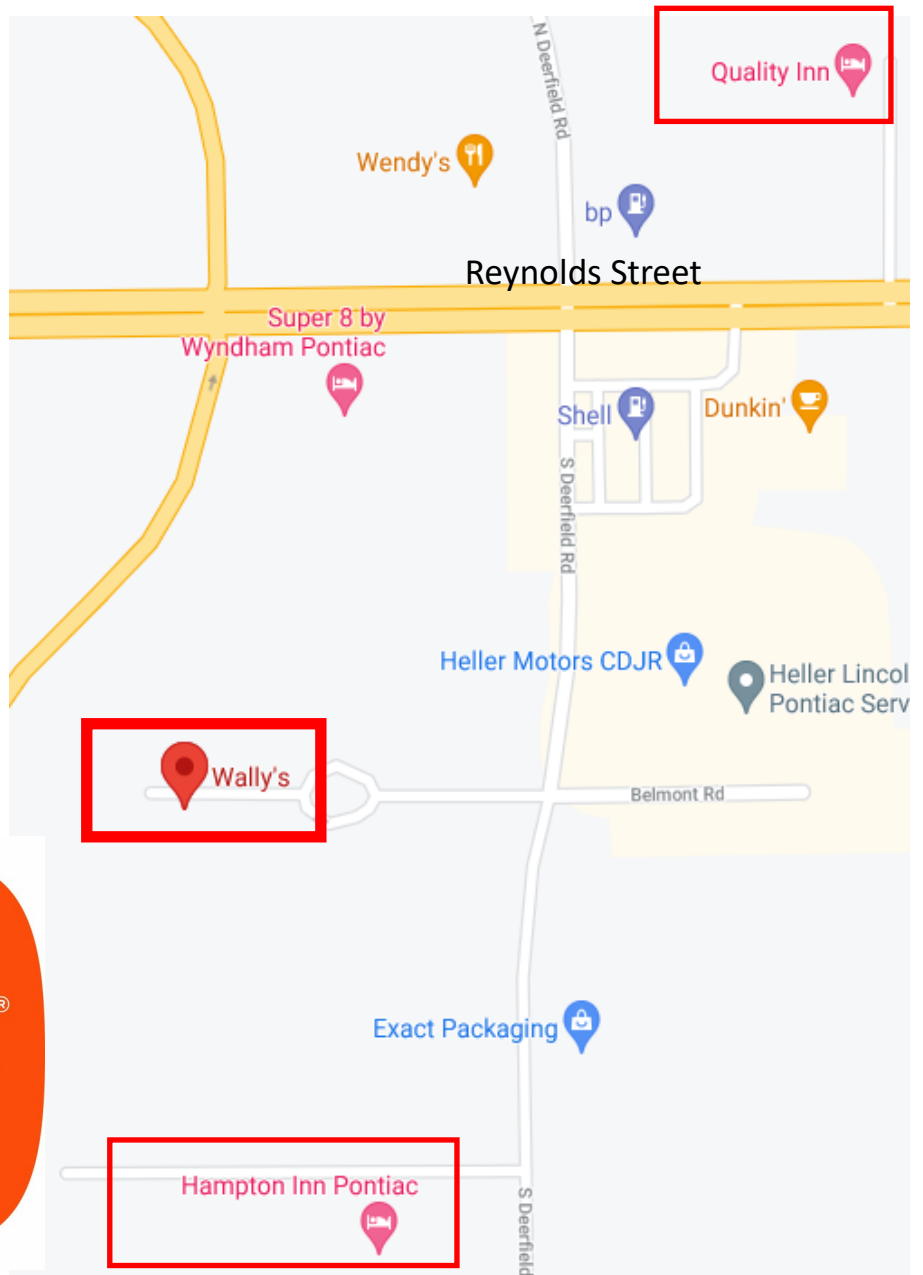 N Deerfield Rd
Quality Inn
Wendy's
bp
Reynolds Street
Super 8 by
Wyndham Pontiac
Shell
Dunkin'
S Deerfield Rd
Heller Motors CDJR
Heller Lincol
Pontiac Serv
Wally's
Belmont Rd
®
Exact Packaging
Hampton Inn Pontiac
S Deerfield